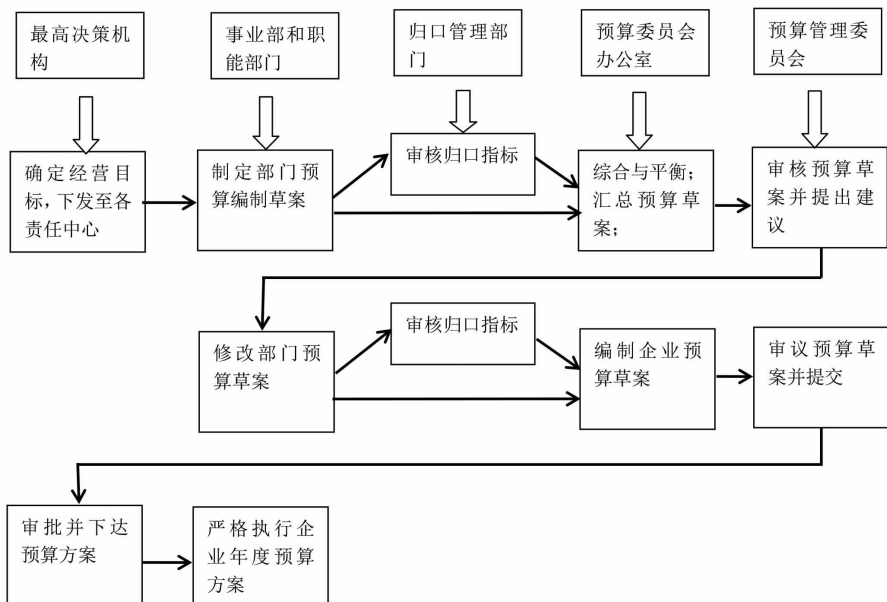 最高决策机
构
事业部和职
能部门
归口管理部
门
预算委员会
办公室
预算管理委
员会
确定经营目
标，下发至各
责任中心
制定部门预
算编制草案
审核归口指标
综合与平衡；
汇总预算草
案；
审核预算草
案并提出建
议
修改部门预
算草案
审核归口指标
编制企业预
算草案
审议预算草
案并提交
审批并下达
预算方案
严格执行企
业年度预算
方案